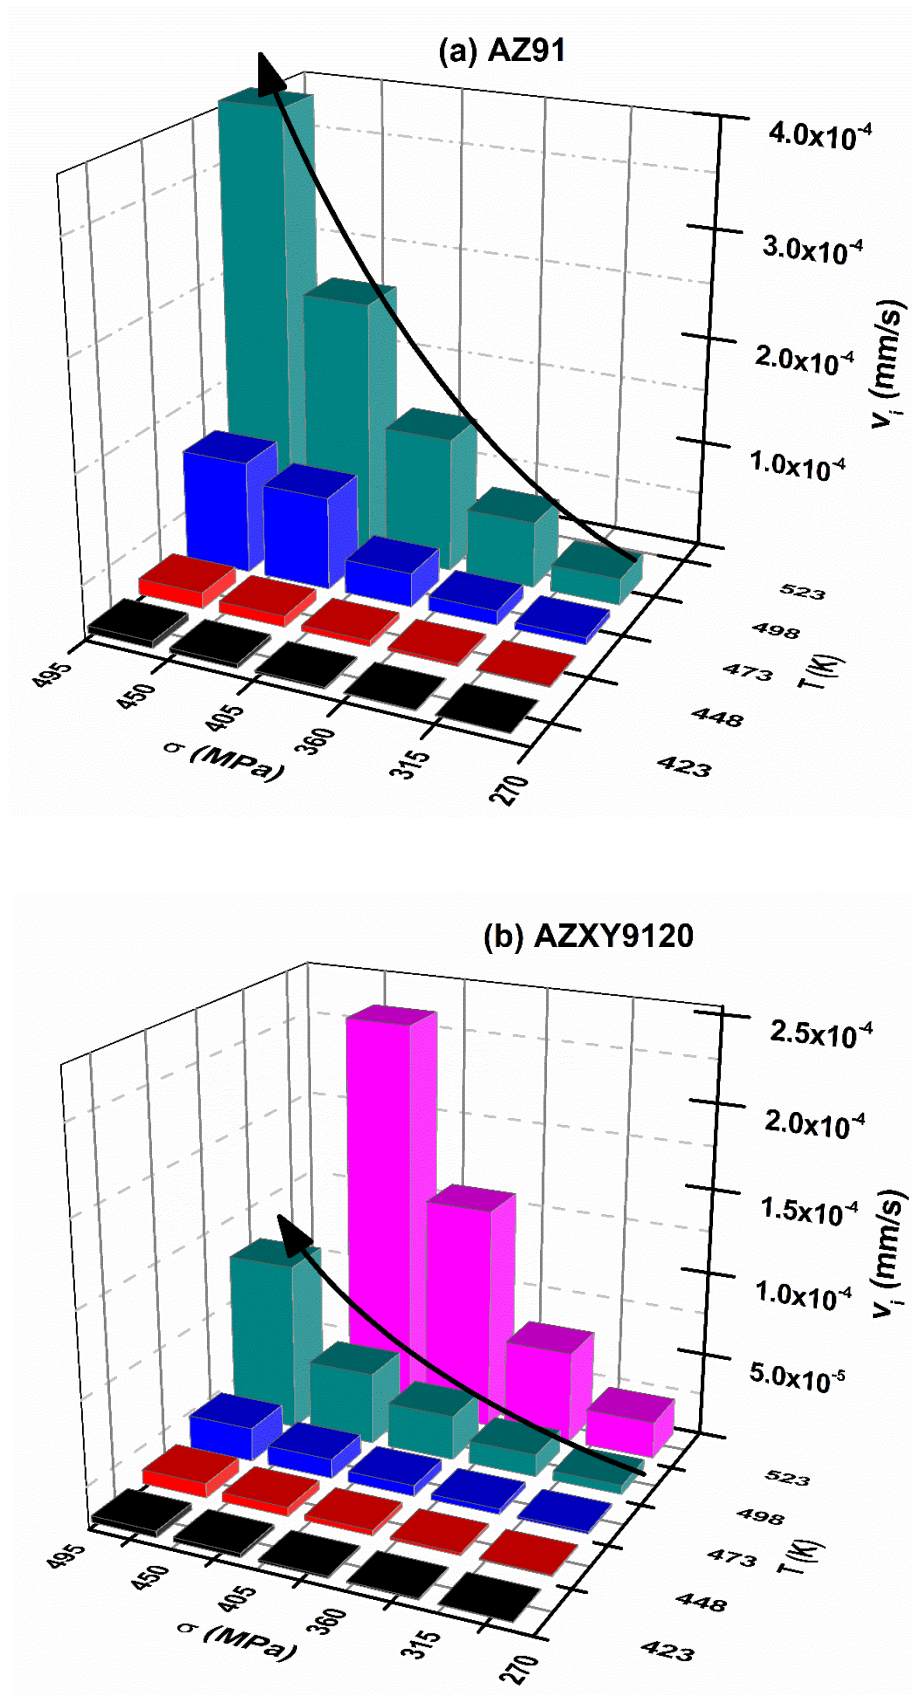 (a) AZ91
4.0x10⁻⁴
3.0x10⁻⁴
2.0x10⁻⁴
1.0x10⁻⁴
vᵢ (mm/s)
523
498
473
448
423
T(K)
495
450
405
360
315
270
σ (MPa)
(b) AZXY9120
2.5x10⁻⁴
2.0x10⁻⁴
1.5x10⁻⁴
1.0x10⁻⁴
5.0x10⁻⁵
vᵢ (mm/s)
523
498
473
448
423
T(K)
495
450
405
360
315
270
σ (MPa)